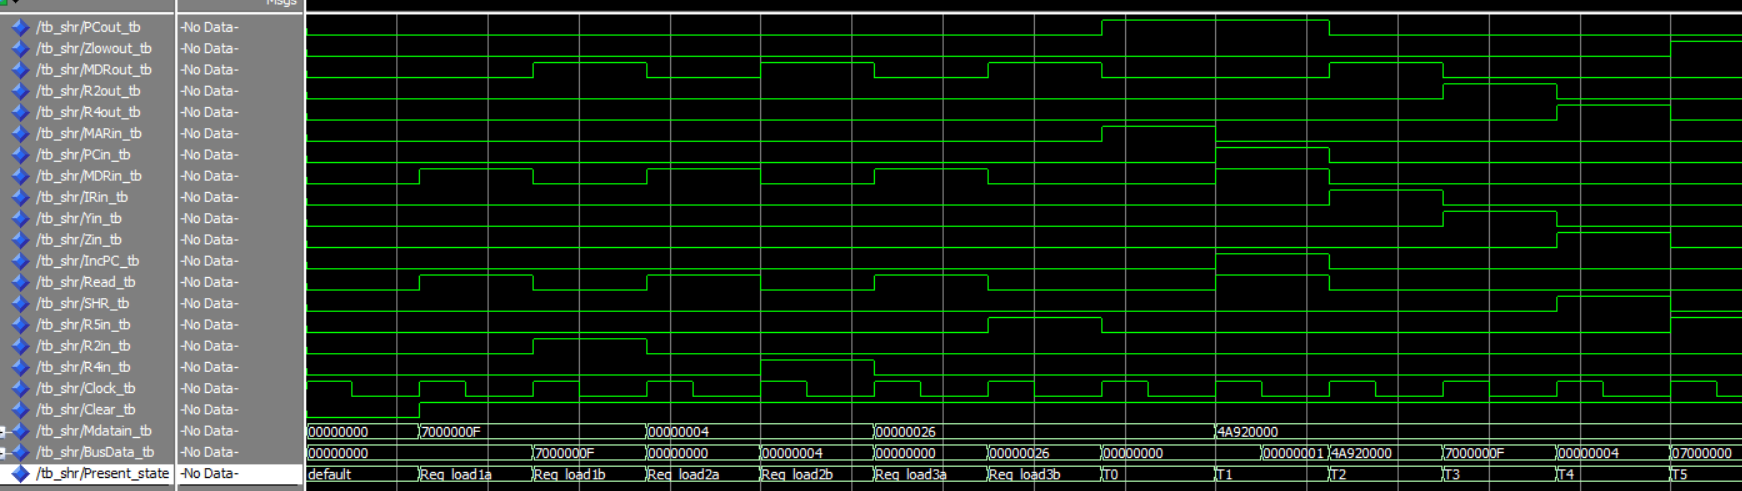 Msgs
/tb_shr/PCout_tb -No Data-
/tb_shr/Zlowout_tb -No Data-
/tb_shr/MDRout_tb -No Data-
/tb_shr/R2out_tb -No Data-
/tb_shr/R4out_tb -No Data-
/tb_shr/MARin_tb -No Data-
/tb_shr/PCin_tb -No Data-
/tb_shr/MDRin_tb -No Data-
/tb_shr/IRin_tb -No Data-
/tb_shr/Yin_tb -No Data-
/tb_shr/Zin_tb -No Data-
/tb_shr/IncPC_tb -No Data-
/tb_shr/Read_tb -No Data-
/tb_shr/SHR_tb -No Data-
/tb_shr/R5in_tb -No Data-
/tb_shr/R2in_tb -No Data-
/tb_shr/R4in_tb -No Data-
/tb_shr/Clock_tb -No Data-
/tb_shr/Clear_tb -No Data-
/tb_shr/Mdatain_tb -No Data- 00000000 7000000F 00000004 00000026 4A920000
/tb_shr/BusData_tb -No Data- 00000000 7000000F 00000000 00000004 00000000 00000026 00000000 00000001 4A920000 7000000F 00000004 07000000
/tb_shr/Present_state -No Data- default Reg_load1a Reg_load1b Reg_load2a Reg_load2b Reg_load3a Reg_load3b T0 T1 T2 T3 T4 T5